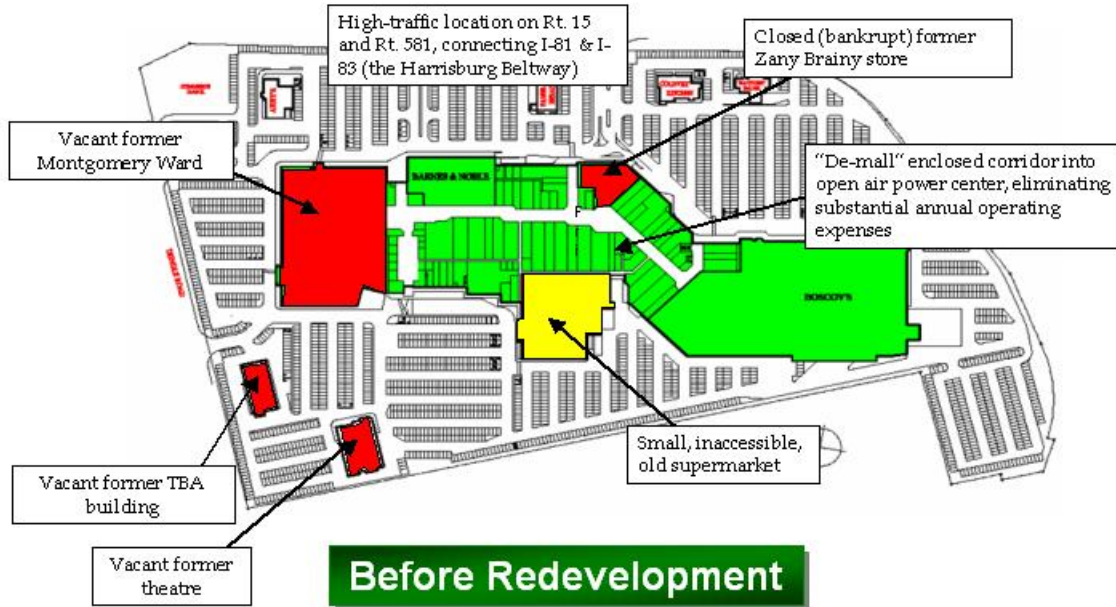 High-traffic location on Rt. 15
and Rt. 581, connecting I-81 & I-
83 (the Harrisburg Beltway)
Closed (bankrupt) former
Zany Brainy store
Vacant former
Montgomery Ward
"De-mall" enclosed corridor into
open air power center, eliminating
substantial annual operating
expenses
BARNES & NOBLE
BOSCOV'S
Small, inaccessible,
old supermarket
Vacant former TBA
building
Vacant former
theatre
Before Redevelopment